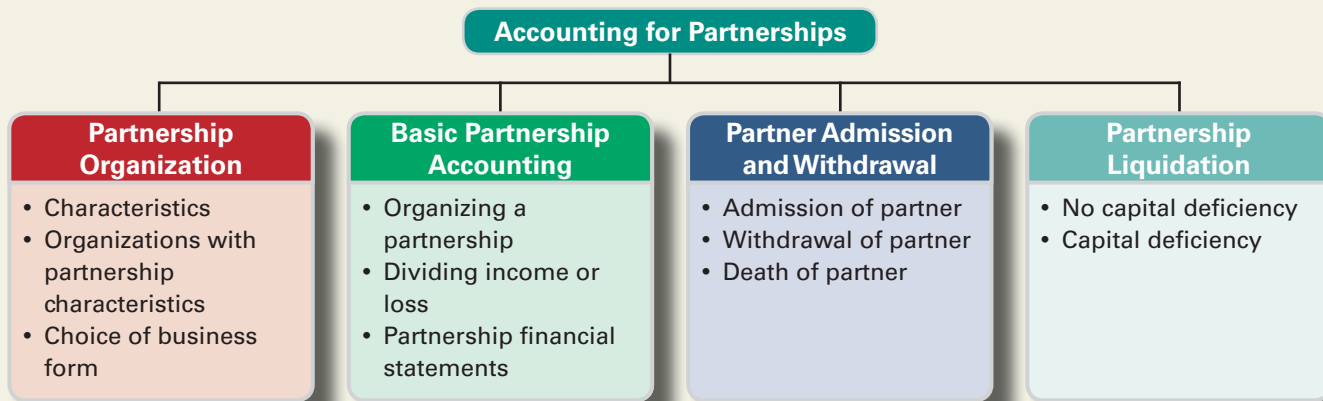 Accounting for Partnerships
Partnership
Organization
• Characteristics
• Organizations with
partnership
characteristics
• Choice of business
form
Basic Partnership
Accounting
• Organizing a
partnership
• Dividing income or
loss
• Partnership financial
statements
Partner Admission
and Withdrawal
• Admission of partner
• Withdrawal of partner
• Death of partner
Partnership
Liquidation
• No capital deficiency
• Capital deficiency